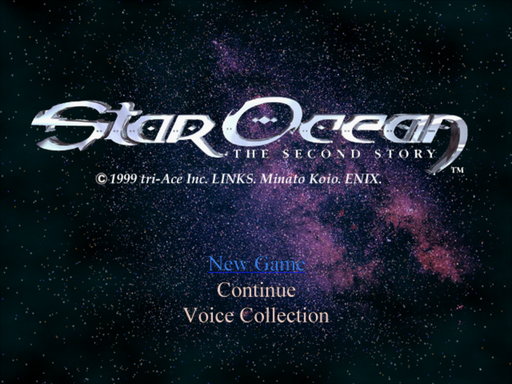 STAR OCEAN
THE SECOND STORY
™
© 1999 tri-Ace Inc. LINKS. Minato Koio. ENIX.
New Game
Continue
Voice Collection